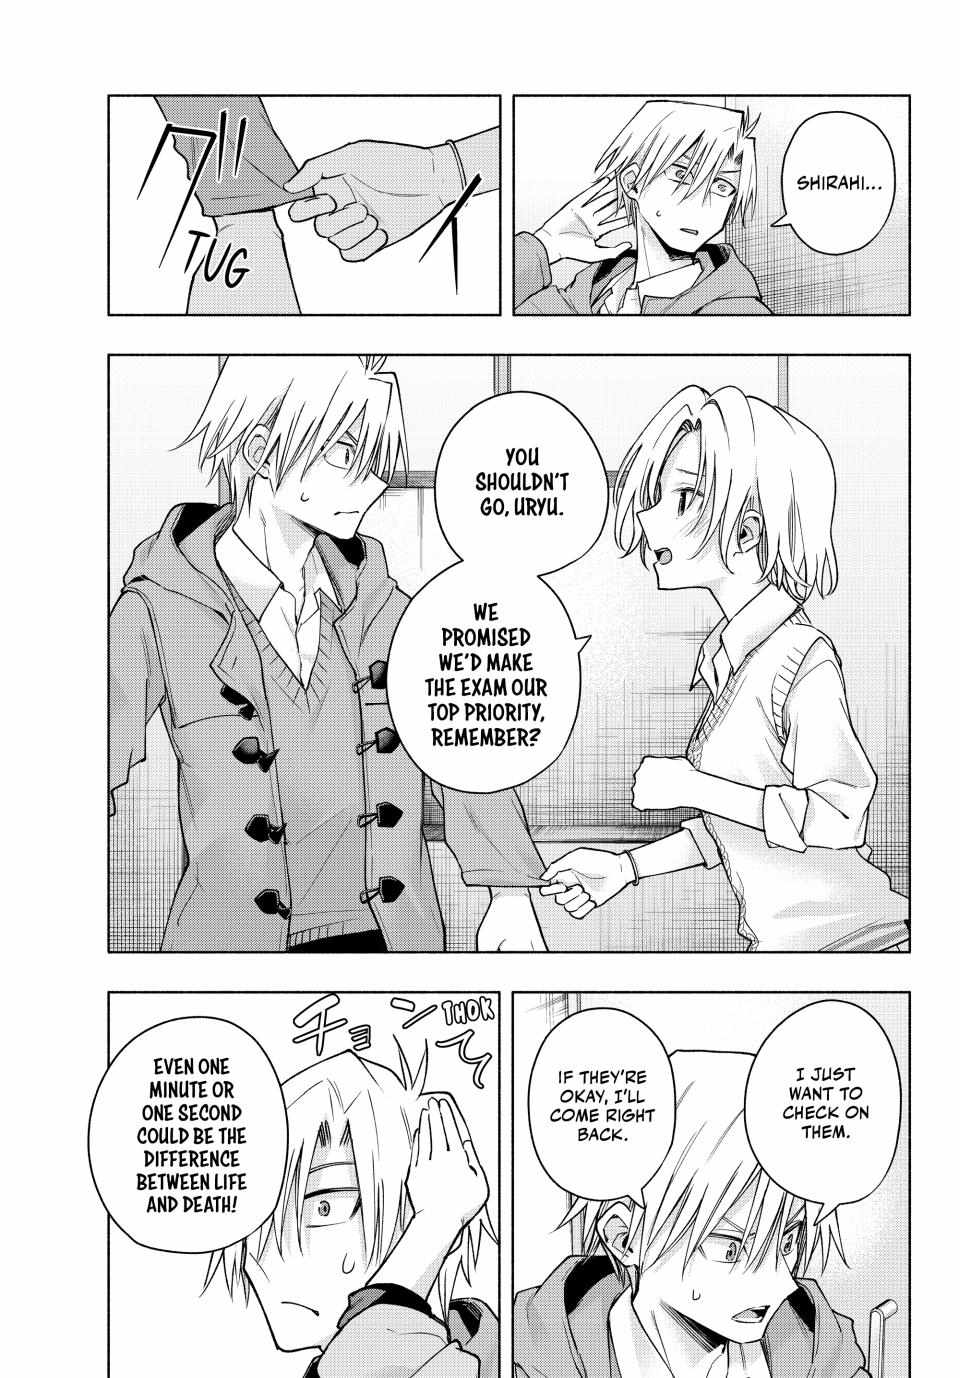 SHIRAHI...
グ
TUG
YOU
SHOULDN'T
GO, URYU.
WE
PROMISED
WE'D MAKE
THE EXAM OUR
TOP PRIORITY,
REMEMBER?
I JUST
WANT TO
CHECK ON
THEM.
IF THEY'RE
OKAY, I'LL
COME RIGHT
BACK.
チョン
THOK
EVEN ONE
MINUTE OR
ONE SECOND
COULD BE THE
DIFFERENCE
BETWEEN LIFE
AND DEATH!